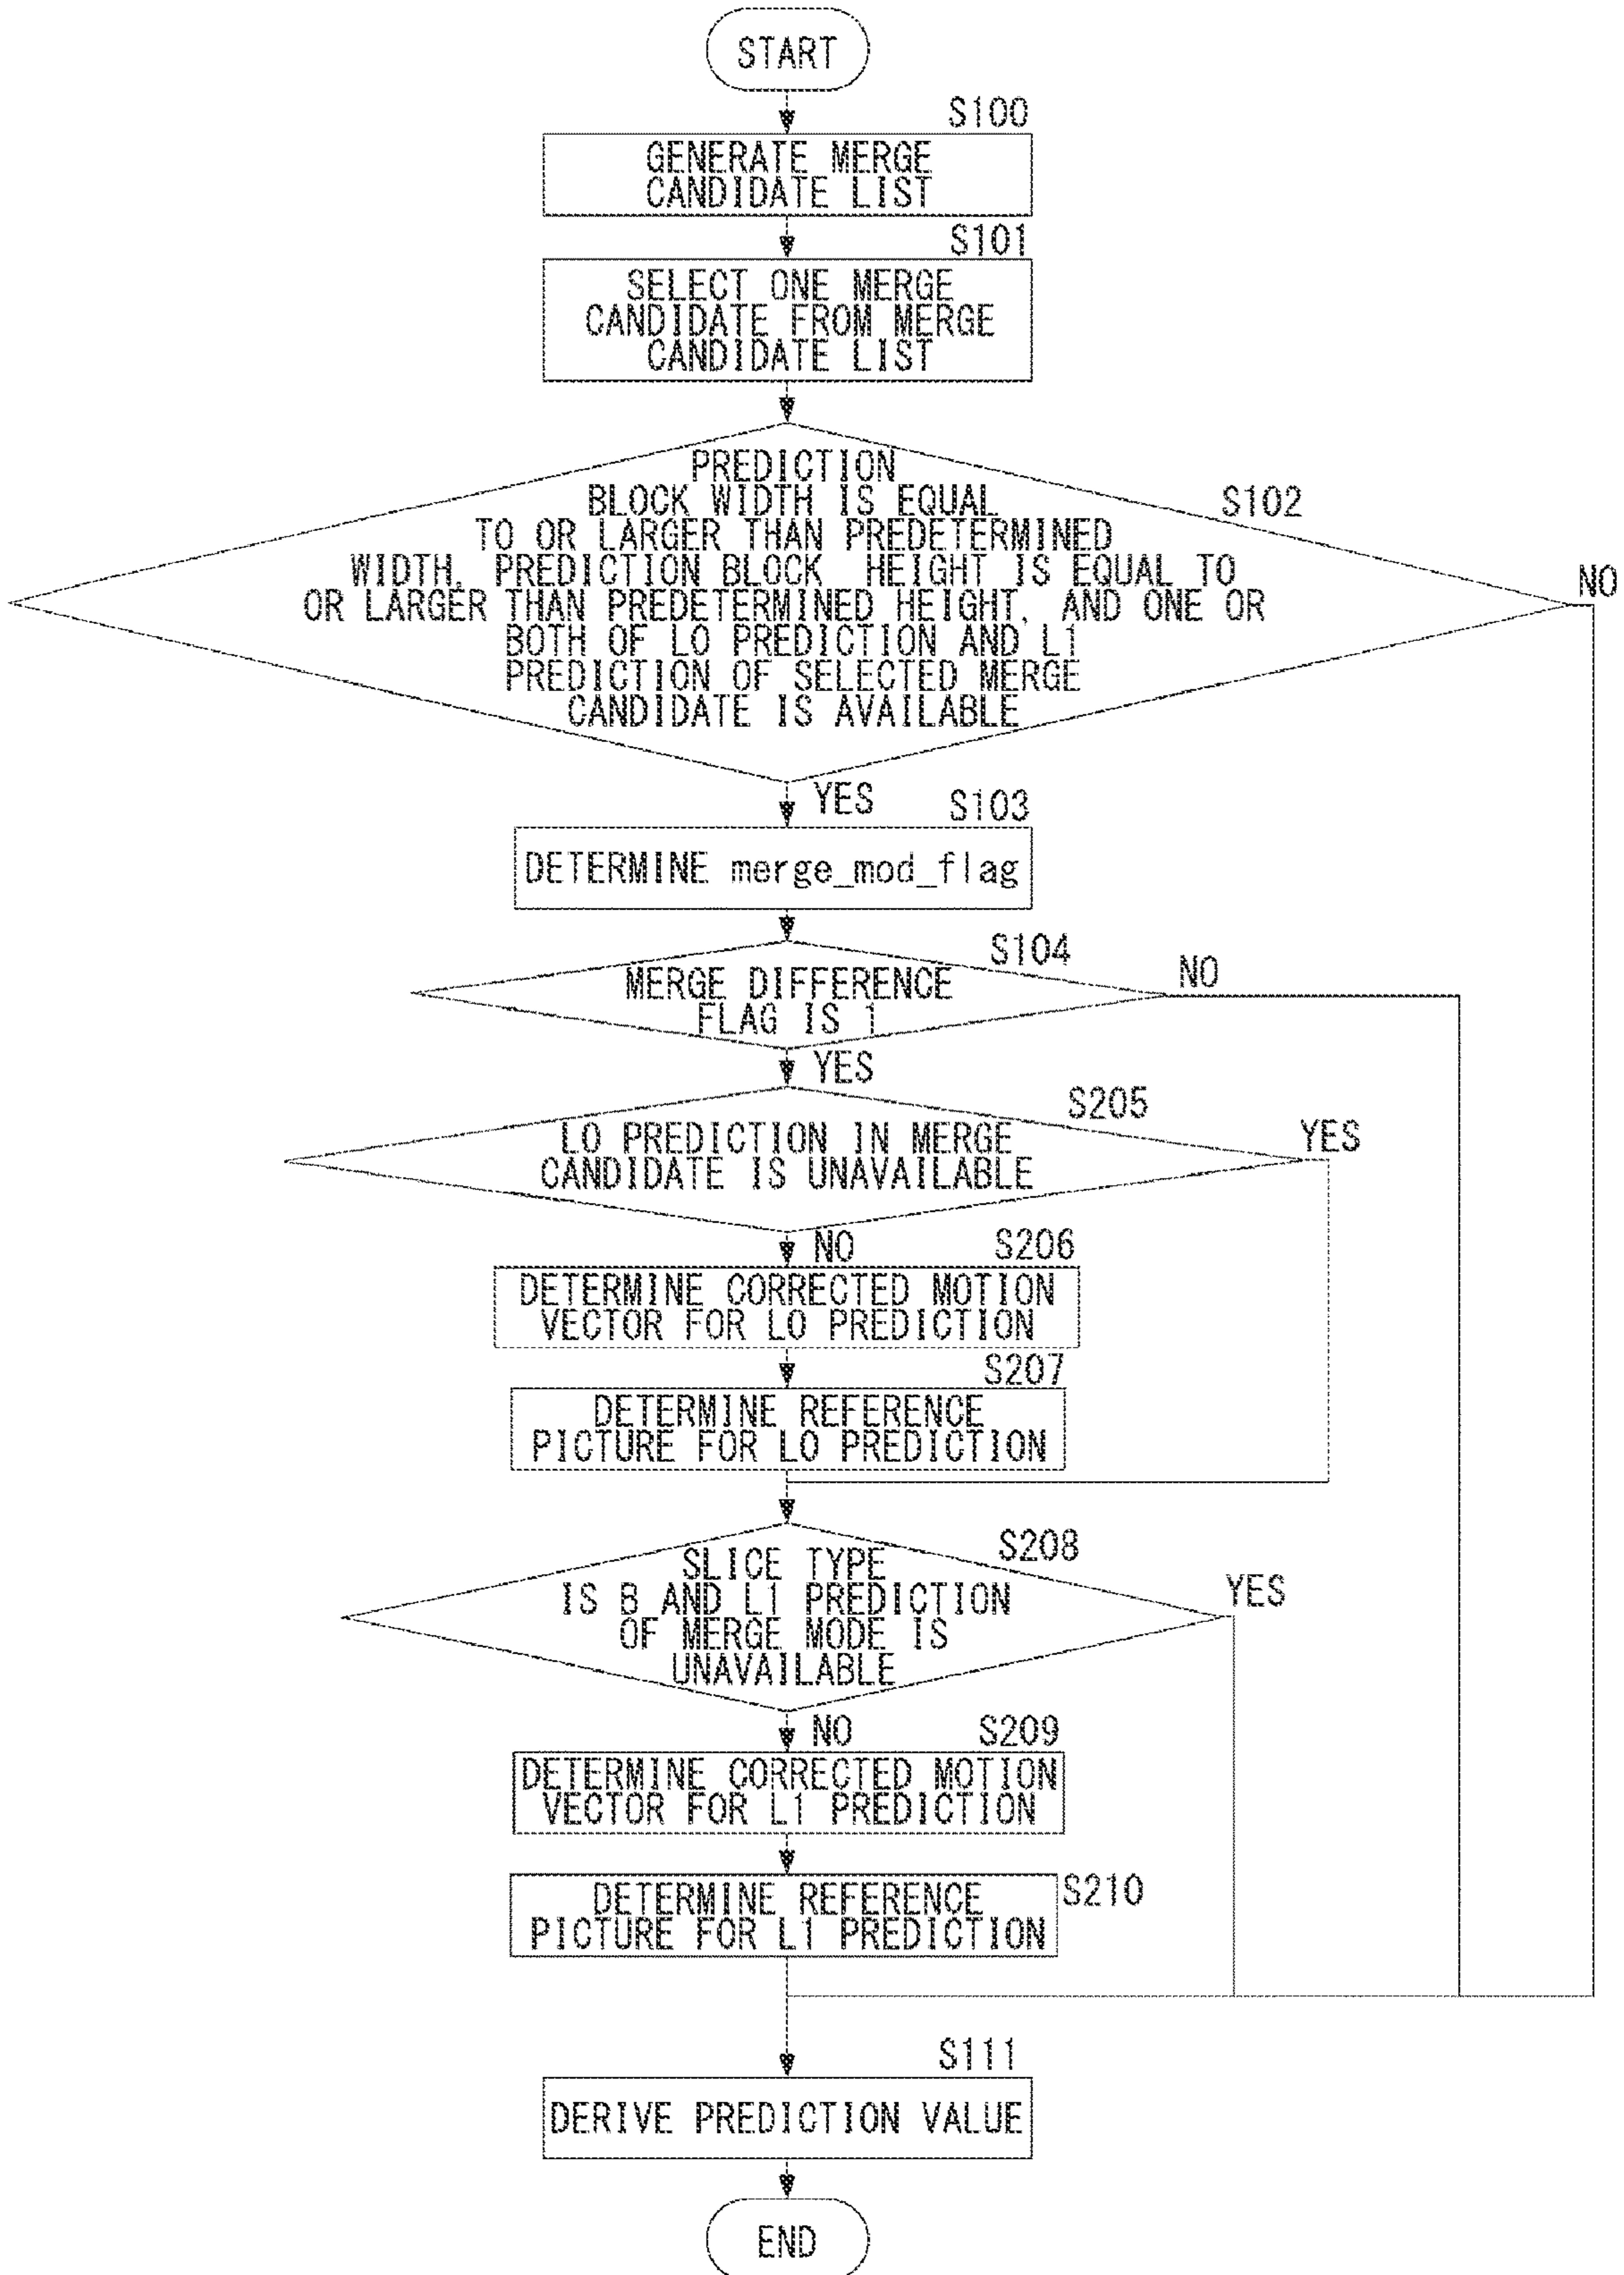 START
S100
GENERATE MERGE
CANDIDATE LIST
S101
SELECT ONE MERGE
CANDIDATE FROM MERGE
CANDIDATE LIST
PREDICTION
BLOCK WIDTH IS EQUAL
S102
TO OR LARGER THAN PREDETERMINED
WIDTH, PREDICTION BLOCK HEIGHT IS EQUAL TO
NO
OR LARGER THAN PREDETERMINED HEIGHT, AND ONE OR
BOTH OF L0 PREDICTION AND L1
PREDICTION OF SELECTED MERGE
CANDIDATE IS AVAILABLE
YES
S103
DETERMINE merge_mod_flag
S104
MERGE DIFFERENCE
NO
FLAG IS 1
YES
S205
L0 PREDICTION IN MERGE
YES
CANDIDATE IS UNAVAILABLE
NO
S206
DETERMINE CORRECTED MOTION
VECTOR FOR L0 PREDICTION
S207
DETERMINE REFERENCE
PICTURE FOR L0 PREDICTION
S208
SLICE TYPE
YES
IS B AND L1 PREDICTION
OF MERGE MODE IS
UNAVAILABLE
NO
S209
DETERMINE CORRECTED MOTION
VECTOR FOR L1 PREDICTION
S210
DETERMINE REFERENCE
PICTURE FOR L1 PREDICTION
S111
DERIVE PREDICTION VALUE
END